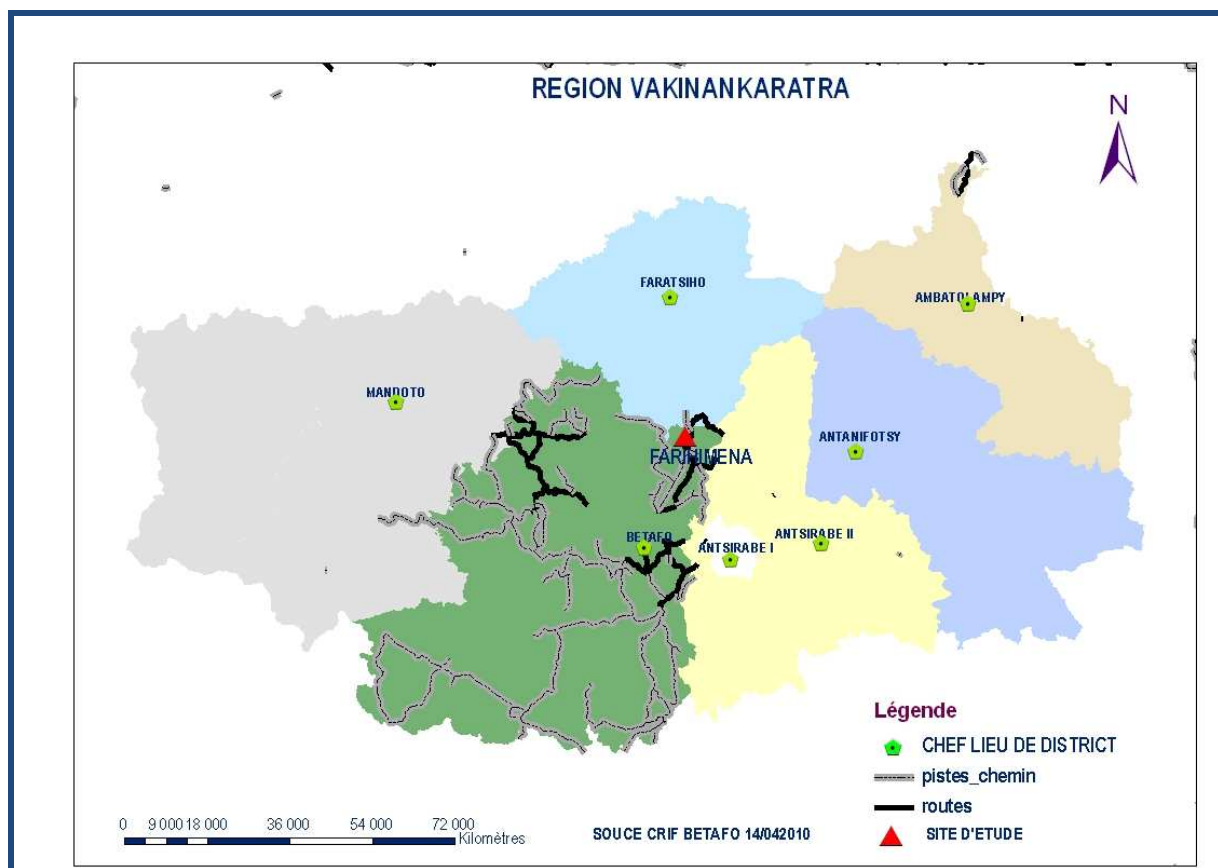 REGION VAKINANKARATRA
N
FARATSIHO
AMBATOLAMPY
MANDOTO
ANTANIFOTSY
FARIHIMENA
BETAFO
ANTSIRABE I
ANTSIRABE II
Légende
CHEF LIEU DE DISTRICT
pistes_chemin
routes
SITE D'ETUDE
0 9 000 18 000 36 000 54 000 72 000
Kilomètres
SOUCE CRIF BETAFO 14/042010